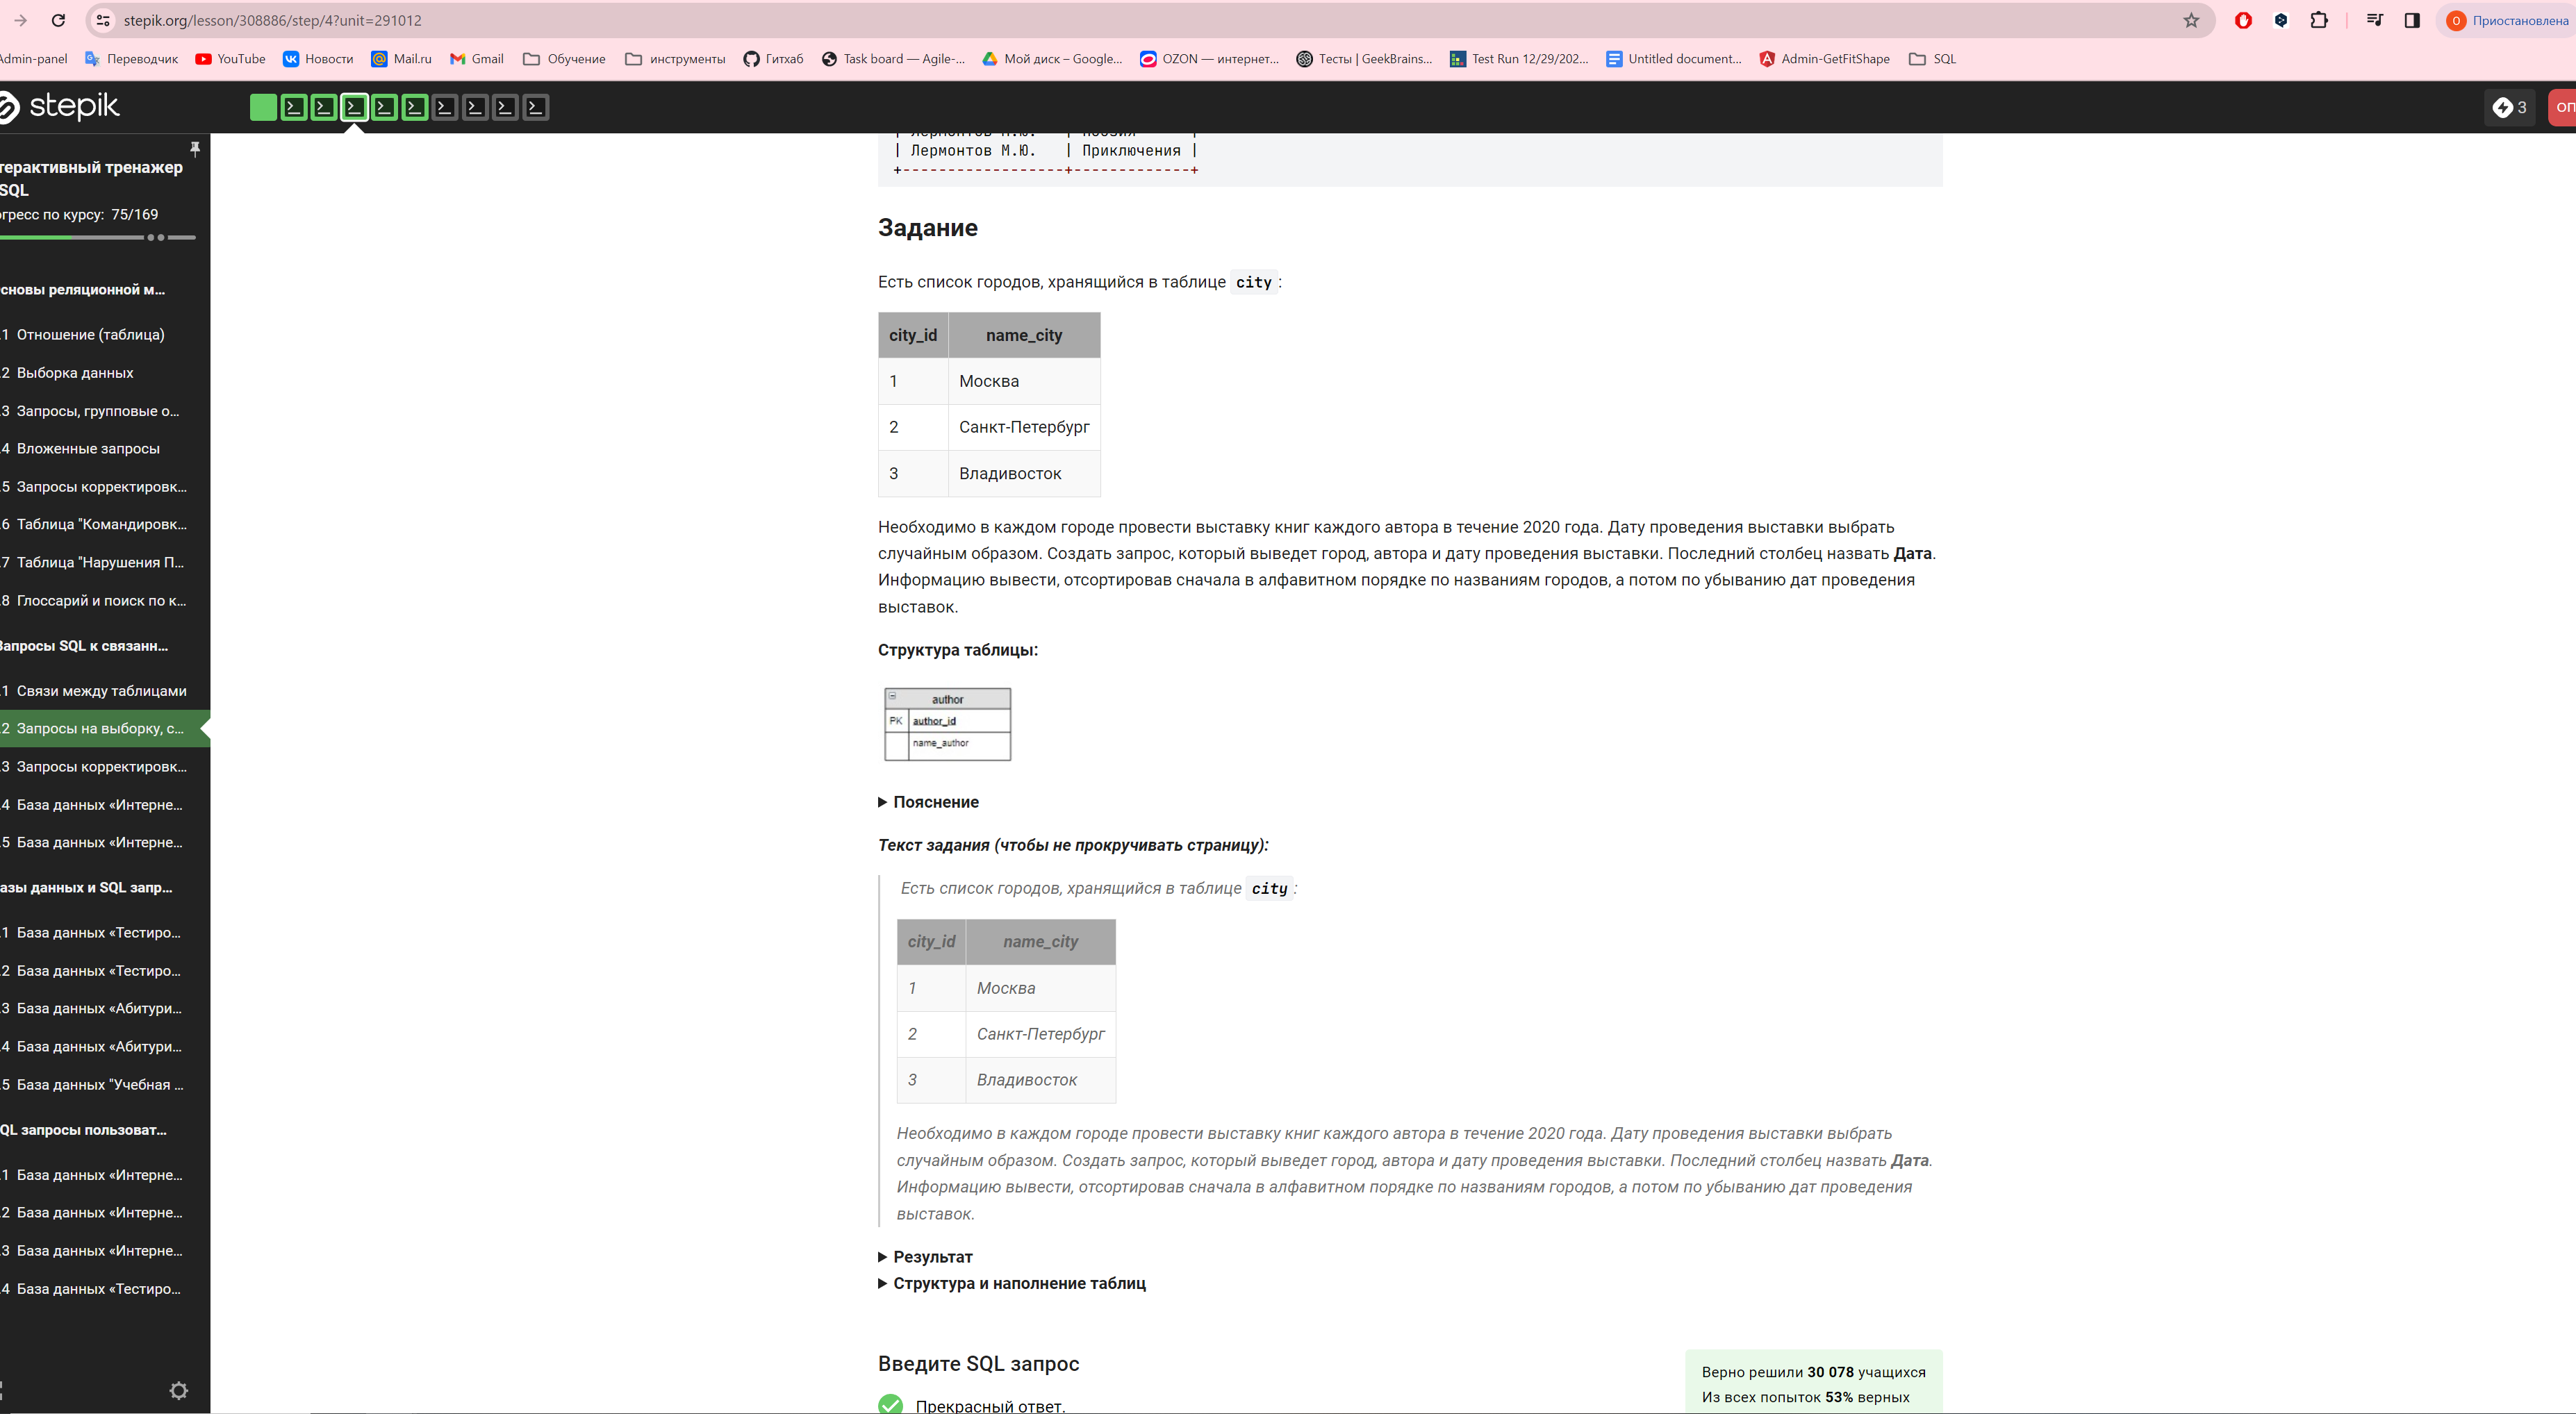 stepik.org/lesson/308886/step/4?unit=291012
О Приостановлена
Admin-panel Переводчик YouTube Новости Mail.ru Gmail Обучение инструменты Гитхаб Task board — Agile-... Мой диск – Google... OZON — интернет... Тесты | GeekBrains... Test Run 12/29/202... Untitled document... Admin-GetFitShape SQL
stepik
3
ОП
терактивный тренажер
SQL
огресс по курсу: 75/169
сновы реляционной м...
.1 Отношение (таблица)
.2 Выборка данных
.3 Запросы, групповые о...
.4 Вложенные запросы
.5 Запросы корректировк...
.6 Таблица "Командировк...
.7 Таблица "Нарушения П...
.8 Глоссарий и поиск по к...
Запросы SQL к связанн...
.1 Связи между таблицами
.2 Запросы на выборку, с...
.3 Запросы корректировк...
.4 База данных «Интерне...
.5 База данных «Интерне...
азы данных и SQL запр...
.1 База данных «Тестиро...
.2 База данных «Тестиро...
.3 База данных «Абитури...
.4 База данных «Абитури...
.5 База данных "Учебная ...
QL запросы пользоват...
.1 База данных «Интерне...
.2 База данных «Интерне...
.3 База данных «Интерне...
.4 База данных «Тестиро...
| Лермонтов М.Ю. | Поэзия |
| Лермонтов М.Ю. | Приключения |
+-----------------+-------------+
Задание
Есть список городов, хранящийся в таблице city:
city_id name_city
1 Москва
2 Санкт-Петербург
3 Владивосток
Необходимо в каждом городе провести выставку книг каждого автора в течение 2020 года. Дату проведения выставки выбрать
случайным образом. Создать запрос, который выведет город, автора и дату проведения выставки. Последний столбец назвать Дата.
Информацию вывести, отсортировав сначала в алфавитном порядке по названиям городов, а потом по убыванию дат проведения
выставок.
Структура таблицы:
author
PK author_id
name_author
Пояснение
Текст задания (чтобы не прокручивать страницу):
Есть список городов, хранящийся в таблице city:
city_id name_city
1 Москва
2 Санкт-Петербург
3 Владивосток
Необходимо в каждом городе провести выставку книг каждого автора в течение 2020 года. Дату проведения выставки выбрать
случайным образом. Создать запрос, который выведет город, автора и дату проведения выставки. Последний столбец назвать Дата.
Информацию вывести, отсортировав сначала в алфавитном порядке по названиям городов, а потом по убыванию дат проведения
выставок.
Результат
Структура и наполнение таблиц
Введите SQL запрос
Прекрасный ответ.
Верно решили 30 078 учащихся
Из всех попыток 53% верных